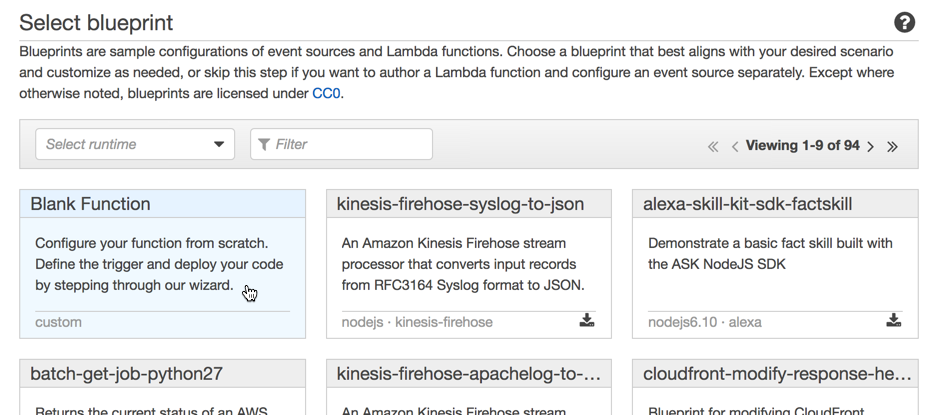 Select blueprint
Blueprints are sample configurations of event sources and Lambda functions. Choose a blueprint that best aligns with your desired scenario
and customize as needed, or skip this step if you want to author a Lambda function and configure an event source separately. Except where
otherwise noted, blueprints are licensed under CC0.
Select runtime
Filter
« ‹ Viewing 1-9 of 94 › »
Blank Function
Configure your function from scratch.
Define the trigger and deploy your code
by stepping through our wizard.
custom
kinesis-firehose-syslog-to-json
An Amazon Kinesis Firehose stream
processor that converts input records
from RFC3164 Syslog format to JSON.
nodejs · kinesis-firehose
alexa-skill-kit-sdk-factskill
Demonstrate a basic fact skill built with
the ASK NodeJS SDK
nodejs6.10 · alexa
batch-get-job-python27
Returns the current status of an AWS
kinesis-firehose-apachelog-to-...
An Amazon Kinesis Firehose stream
cloudfront-modify-response-he...
Blueprint for modifying CloudFront